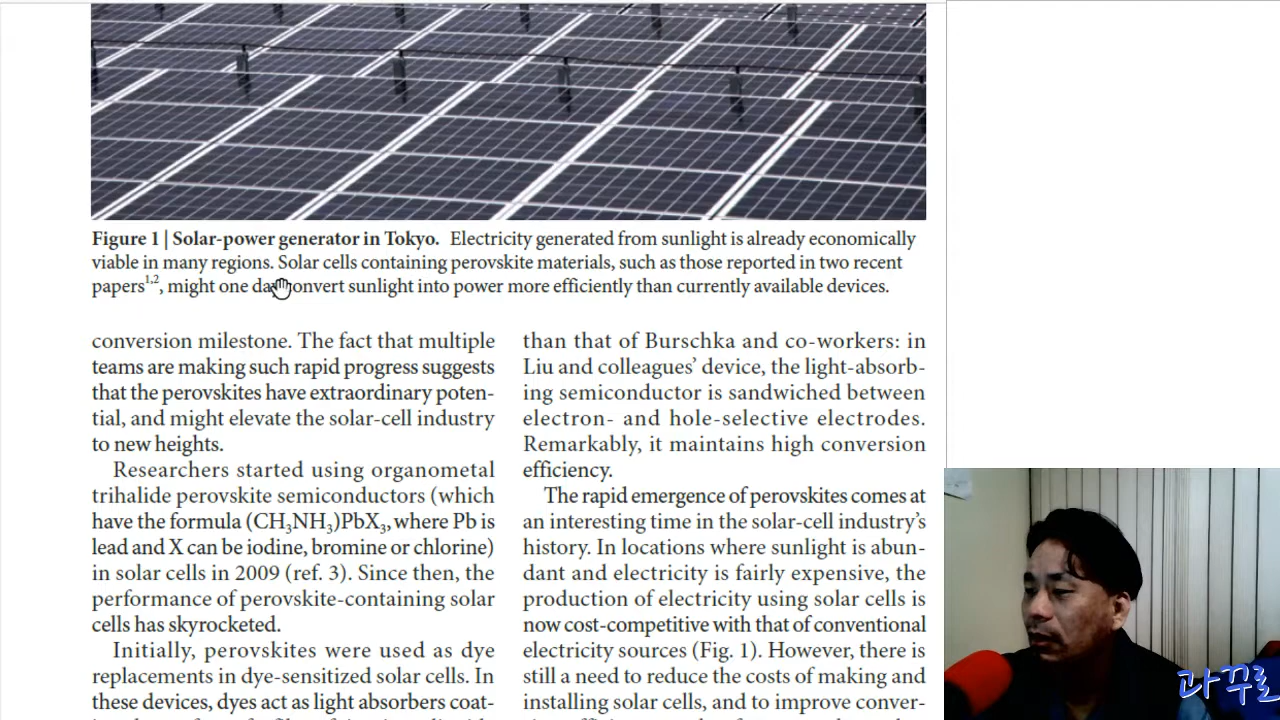 Figure 1 | Solar-power generator in Tokyo. Electricity generated from sunlight is already economically
viable in many regions. Solar cells containing perovskite materials, such as those reported in two recent
papers1,2, might one da onvert sunlight into power more efficiently than currently available devices.
conversion milestone. The fact that multiple
teams are making such rapid progress suggests
that the perovskites have extraordinary poten-
tial, and might elevate the solar-cell industry
to new heights.
Researchers started using organometal
trihalide perovskite semiconductors (which
have the formula (CH3NH3)PbX3, where Pb is
lead and X can be iodine, bromine or chlorine)
in solar cells in 2009 (ref. 3). Since then, the
performance of perovskite-containing solar
cells has skyrocketed.
Initially, perovskites were used as dye
replacements in dye-sensitized solar cells. In
these devices, dyes act as light absorbers coat-
than that of Burschka and co-workers: in
Liu and colleagues’ device, the light-absorb-
ing semiconductor is sandwiched between
electron- and hole-selective electrodes.
Remarkably, it maintains high conversion
efficiency.
The rapid emergence of perovskites comes at
an interesting time in the solar-cell industry’s
history. In locations where sunlight is abun-
dant and electricity is fairly expensive, the
production of electricity using solar cells is
now cost-competitive with that of conventional
electricity sources (Fig. 1). However, there is
still a need to reduce the costs of making and
installing solar cells, and to improve conver-
과꾸로